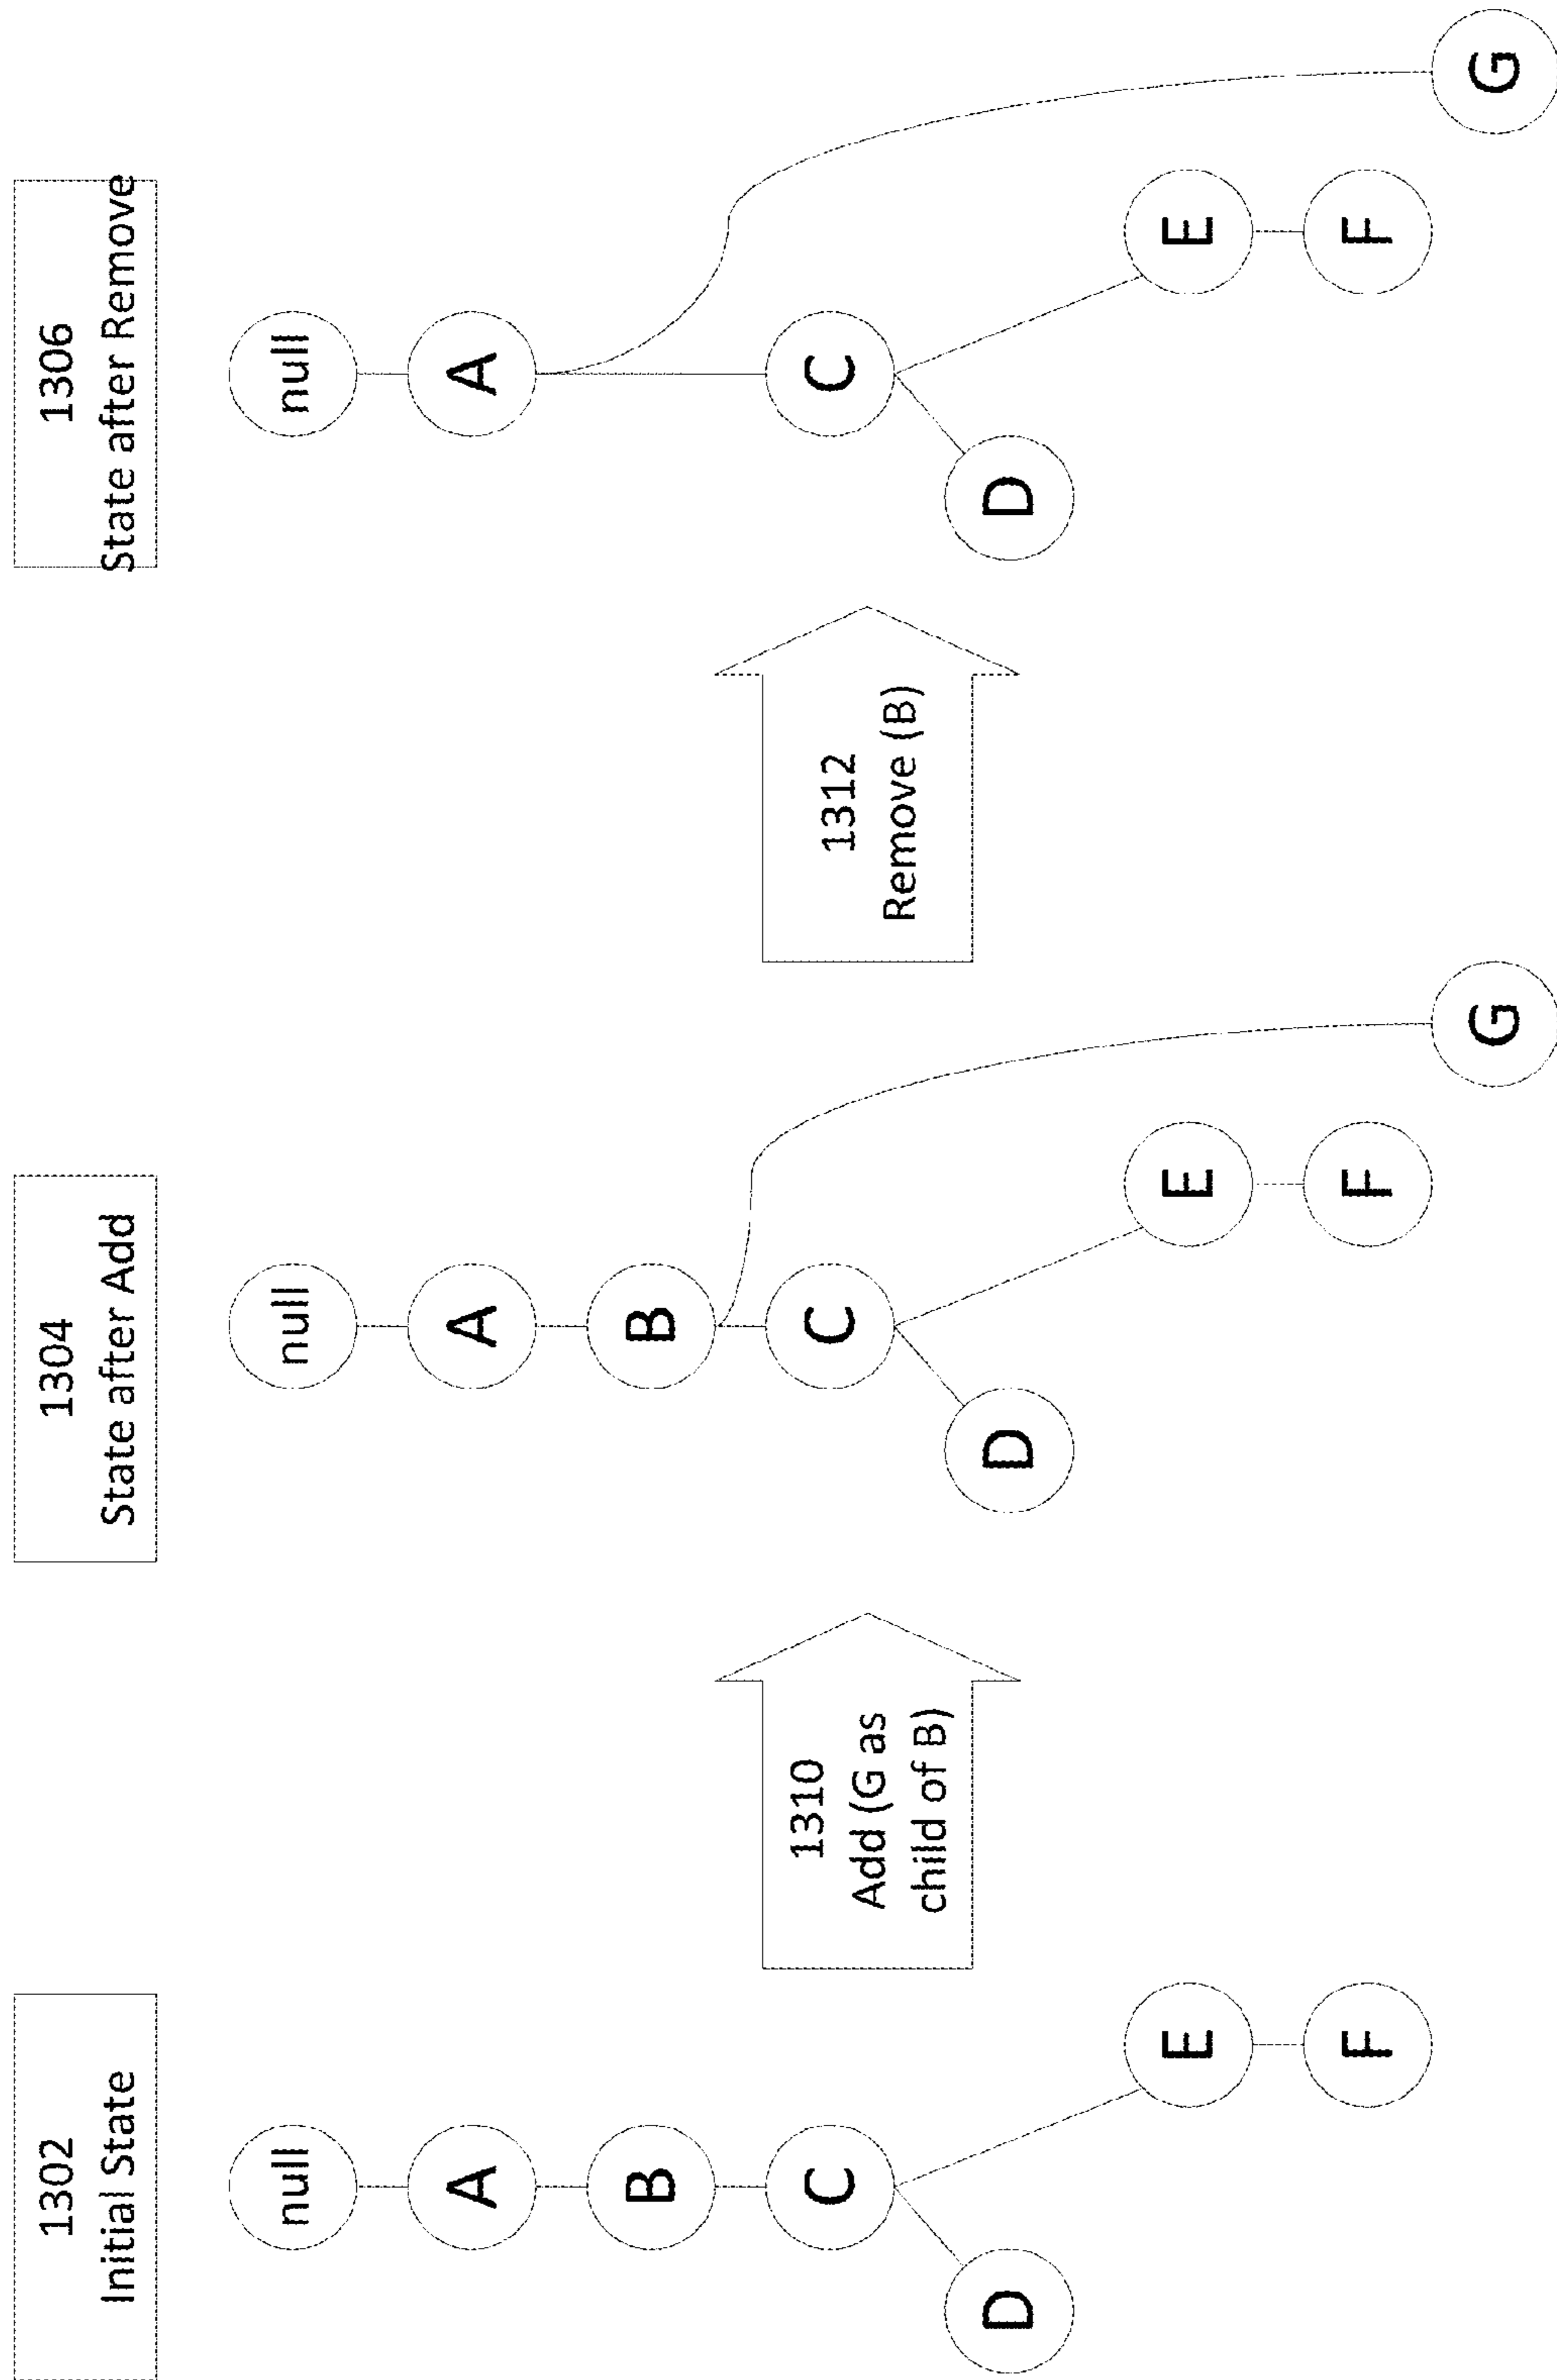 1302
Initial State
null
A
B
C
D
E
F
1310
Add (G as
child of B)
1304
State after Add
null
A
B
C
D
E
F
G
1312
Remove (B)
1306
State after Remove
null
A
C
D
E
F
G